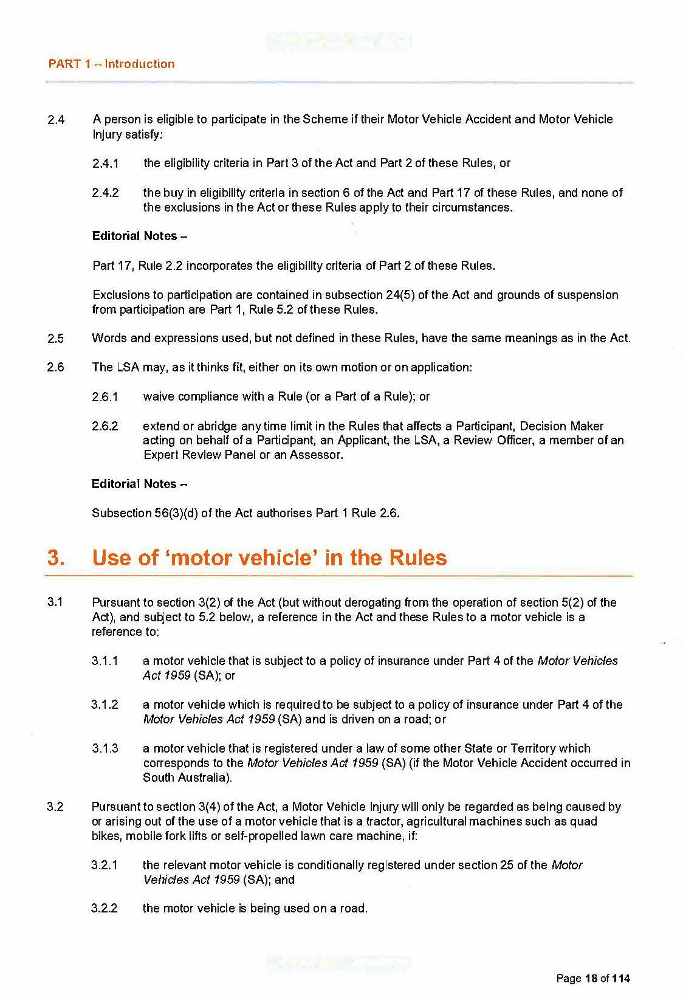 PART 1 – Introduction
2.4 A person is eligible to participate in the Scheme if their Motor Vehicle Accident and Motor Vehicle
Injury satisfy:
2.4.1 the eligibility criteria in Part 3 of the Act and Part 2 of these Rules, or
2.4.2 the buy in eligibility criteria in section 6 of the Act and Part 17 of these Rules, and none of
the exclusions in the Act or these Rules apply to their circumstances.
Editorial Notes –
Part 17, Rule 2.2 incorporates the eligibility criteria of Part 2 of these Rules.
Exclusions to participation are contained in subsection 24(5) of the Act and grounds of suspension
from participation are Part 1, Rule 5.2 of these Rules.
2.5 Words and expressions used, but not defined in these Rules, have the same meanings as in the Act.
2.6 The LSA may, as it thinks fit, either on its own motion or on application:
2.6.1 waive compliance with a Rule (or a Part of a Rule); or
2.6.2 extend or abridge any time limit in the Rules that affects a Participant, Decision Maker
acting on behalf of a Participant, an Applicant, the LSA, a Review Officer, a member of an
Expert Review Panel or an Assessor.
Editorial Notes –
Subsection 56(3)(d) of the Act authorises Part 1 Rule 2.6.
3. Use of ‘motor vehicle’ in the Rules
3.1 Pursuant to section 3(2) of the Act (but without derogating from the operation of section 5(2) of the
Act), and subject to 5.2 below, a reference in the Act and these Rules to a motor vehicle is a
reference to:
3.1.1 a motor vehicle that is subject to a policy of insurance under Part 4 of the Motor Vehicles
Act 1959 (SA); or
3.1.2 a motor vehicle which is required to be subject to a policy of insurance under Part 4 of the
Motor Vehicles Act 1959 (SA) and is driven on a road; or
3.1.3 a motor vehicle that is registered under a law of some other State or Territory which
corresponds to the Motor Vehicles Act 1959 (SA) (if the Motor Vehicle Accident occurred in
South Australia).
3.2 Pursuant to section 3(4) of the Act, a Motor Vehicle Injury will only be regarded as being caused by
or arising out of the use of a motor vehicle that is a tractor, agricultural machines such as quad
bikes, mobile fork lifts or self-propelled lawn care machine, if:
3.2.1 the relevant motor vehicle is conditionally registered under section 25 of the Motor
Vehicles Act 1959 (SA); and
3.2.2 the motor vehicle is being used on a road.
Page 18 of 114